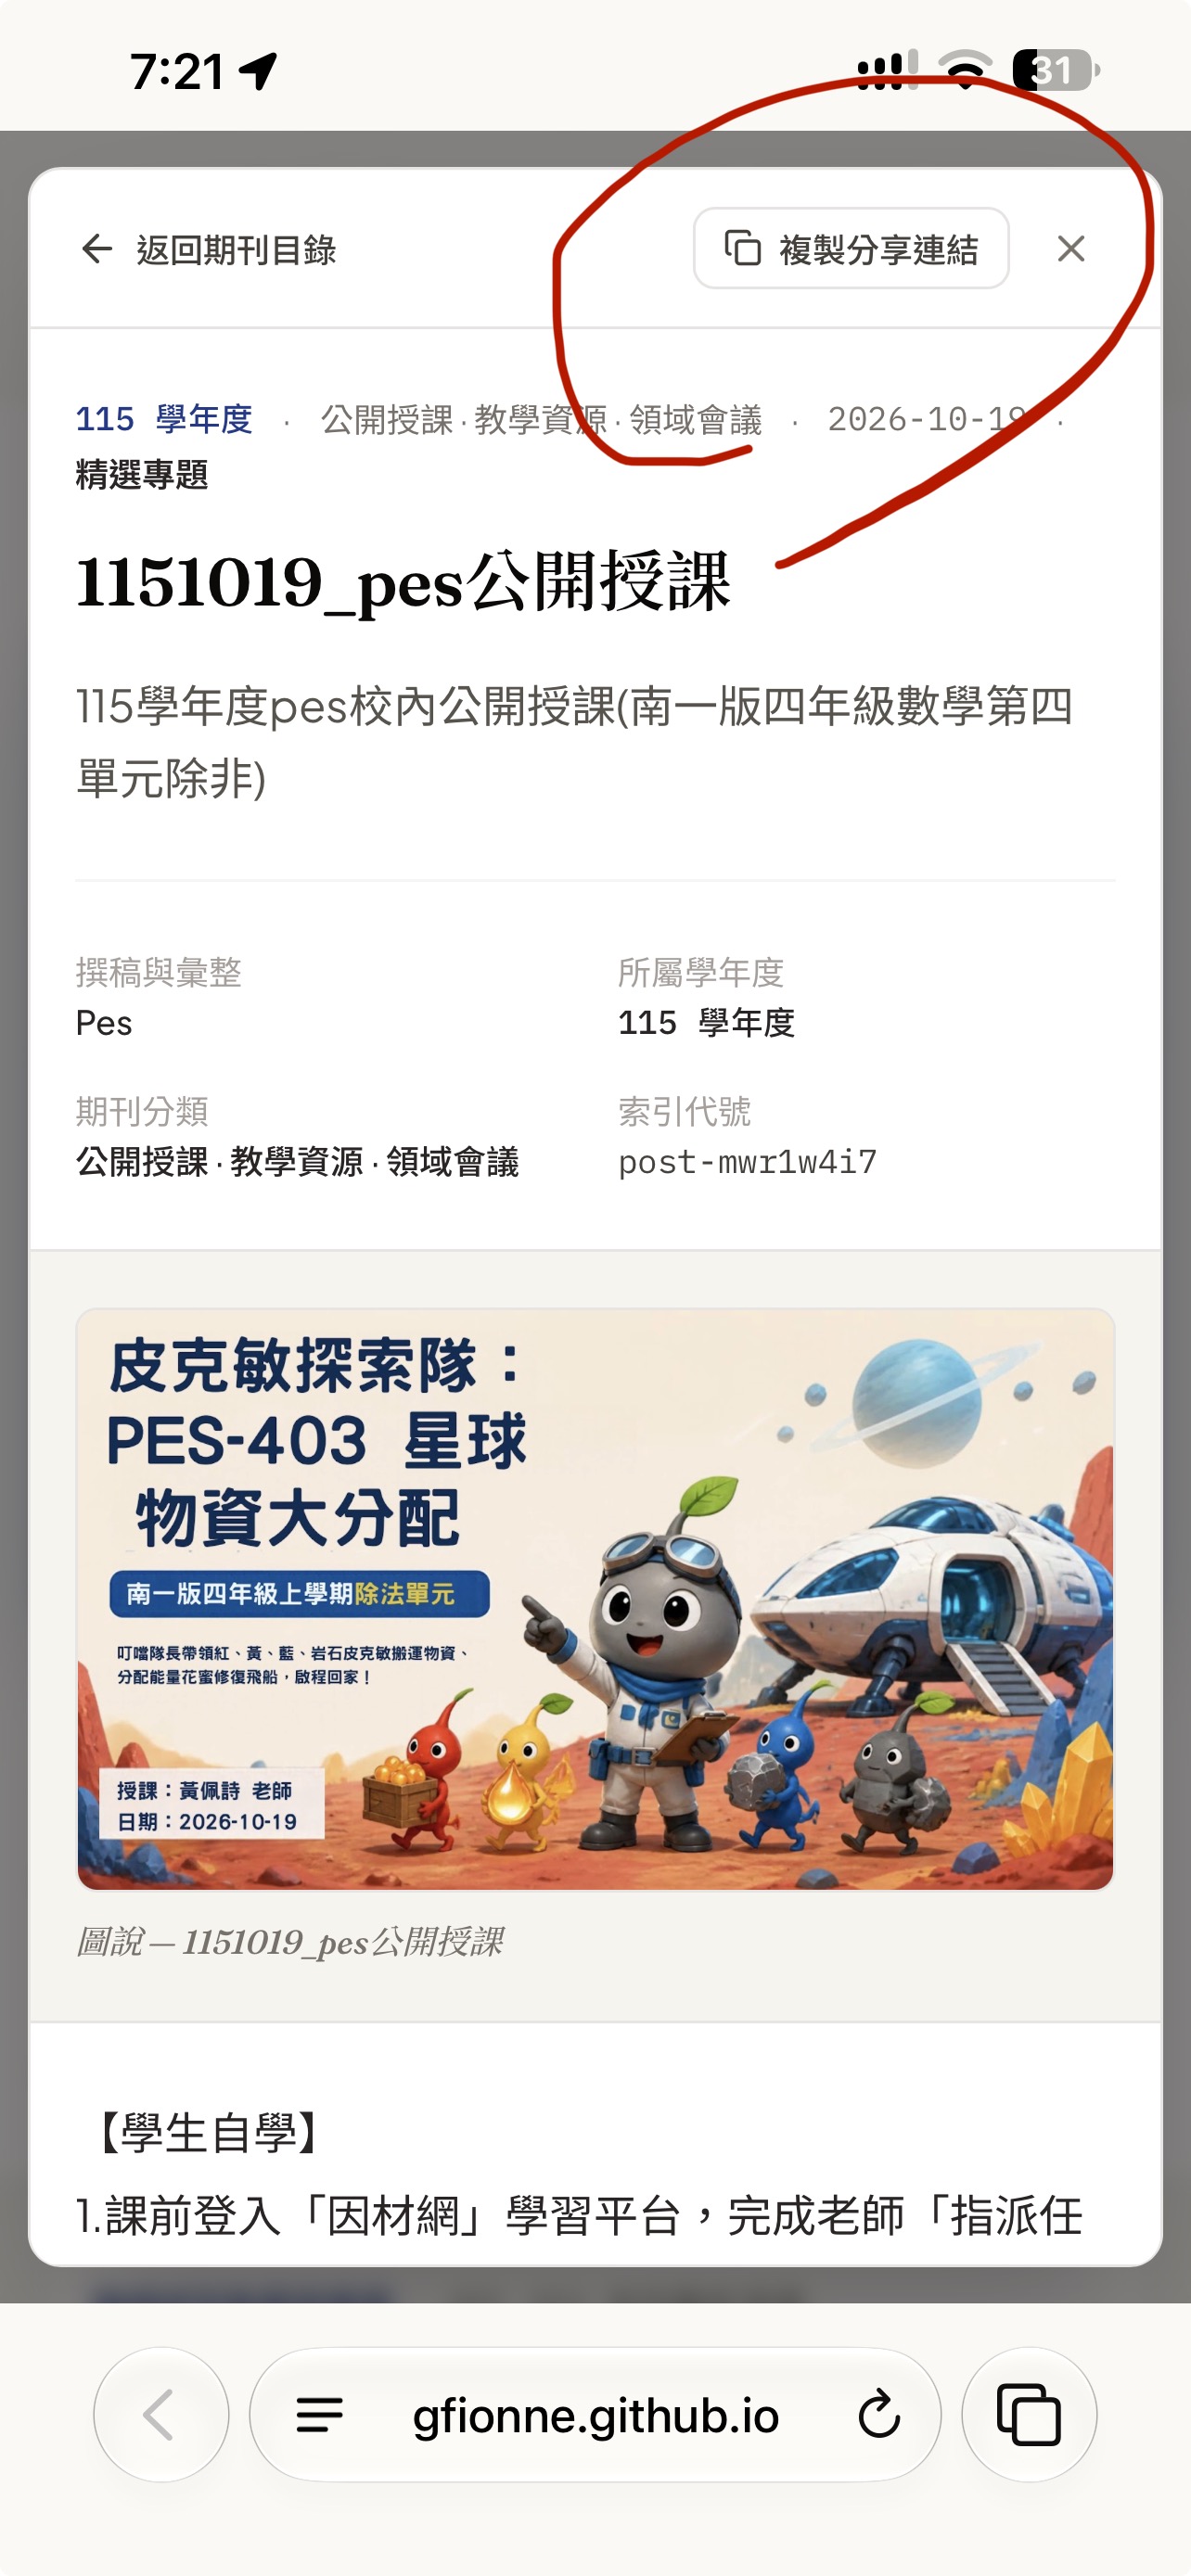 7:21
31
返回期刊目錄
複製分享連結
115 學年度 · 公開授課·教學資源·領域會議 · 2026-10-19 ·
精選專題
1151019_pes公開授課
115學年度pes校內公開授課(南一版四年級數學第四
單元除非)
撰稿與彙整
Pes
所屬學年度
115 學年度
期刊分類
公開授課·教學資源·領域會議
索引代號
post-mwr1w4i7
皮克敏探索隊：
PES-403 星球
物資大分配
南一版四年級上學期除法單元
叮噹隊長帶領紅、黃、藍、岩石皮克敏搬運物資、
分配能量花蜜修復飛船，啟程回家！
授課：黃佩詩 老師
日期：2026-10-19
圖說 — 1151019_pes公開授課
【學生自學】
1.課前登入「因材網」學習平台，完成老師「指派任
gfionne.github.io